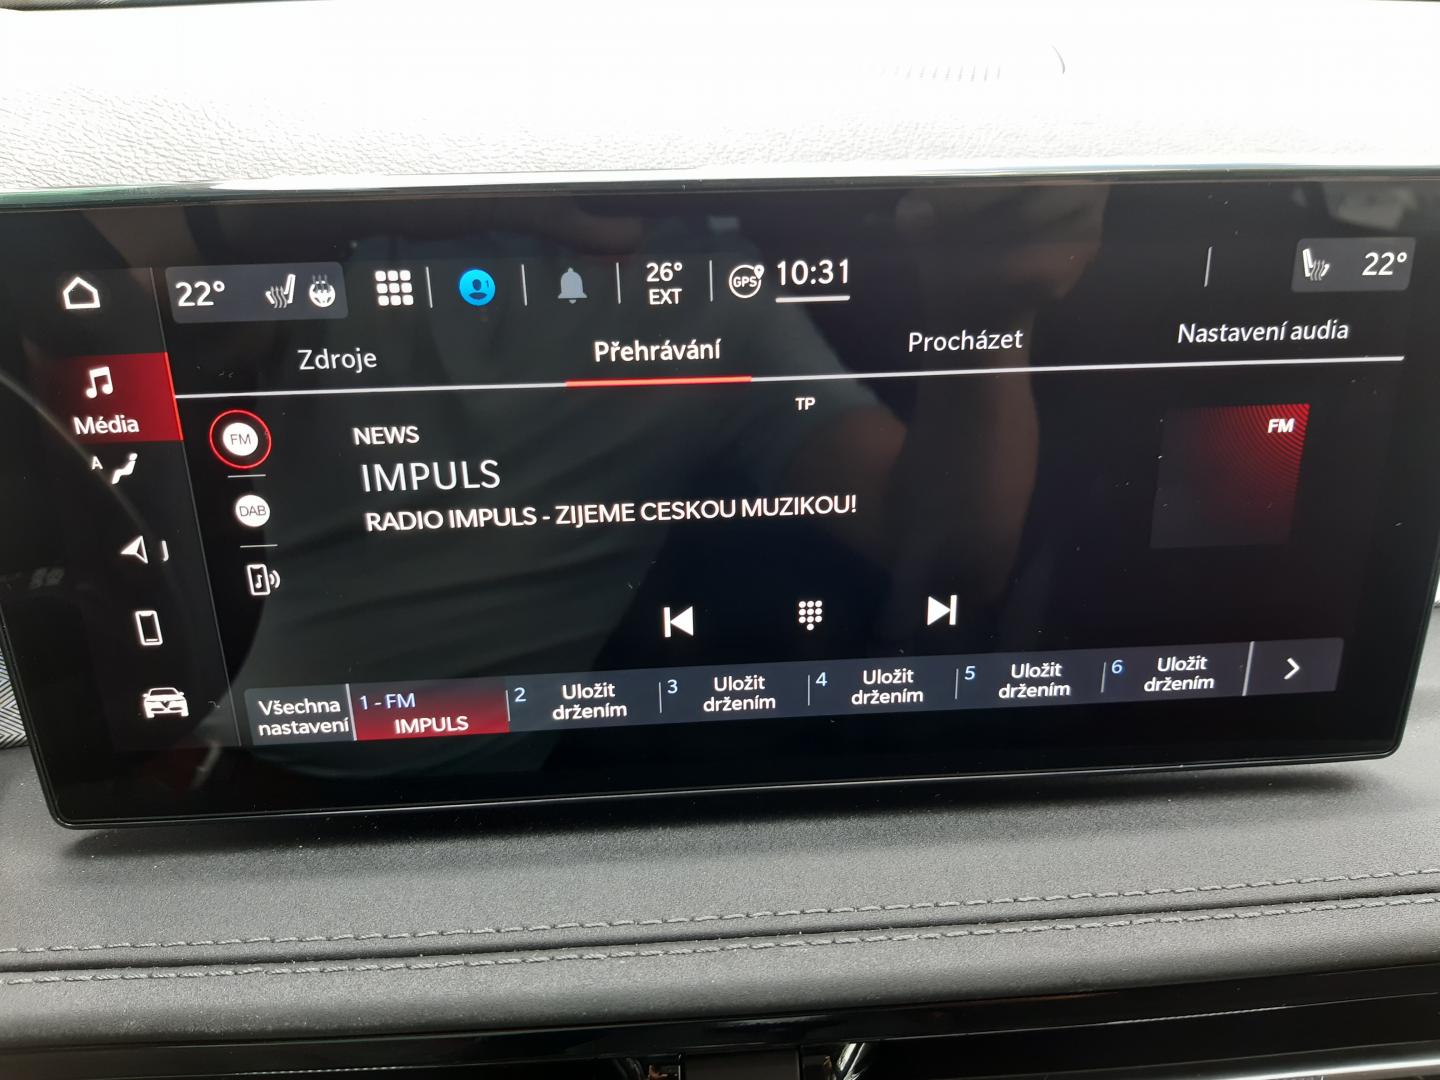 22°
1
26°
EXT
GPS
10:31
22°
Zdroje
Přehrávání
Procházet
Nastavení audia
Média
A
FM
DAB
TP
NEWS
IMPULS
RADIO IMPULS - ZIJEME CESKOU MUZIKOU!
FM
Všechna
nastavení
1 - FM
IMPULS
2 Uložit
držením
3 Uložit
držením
4 Uložit
držením
5 Uložit
držením
6 Uložit
držením